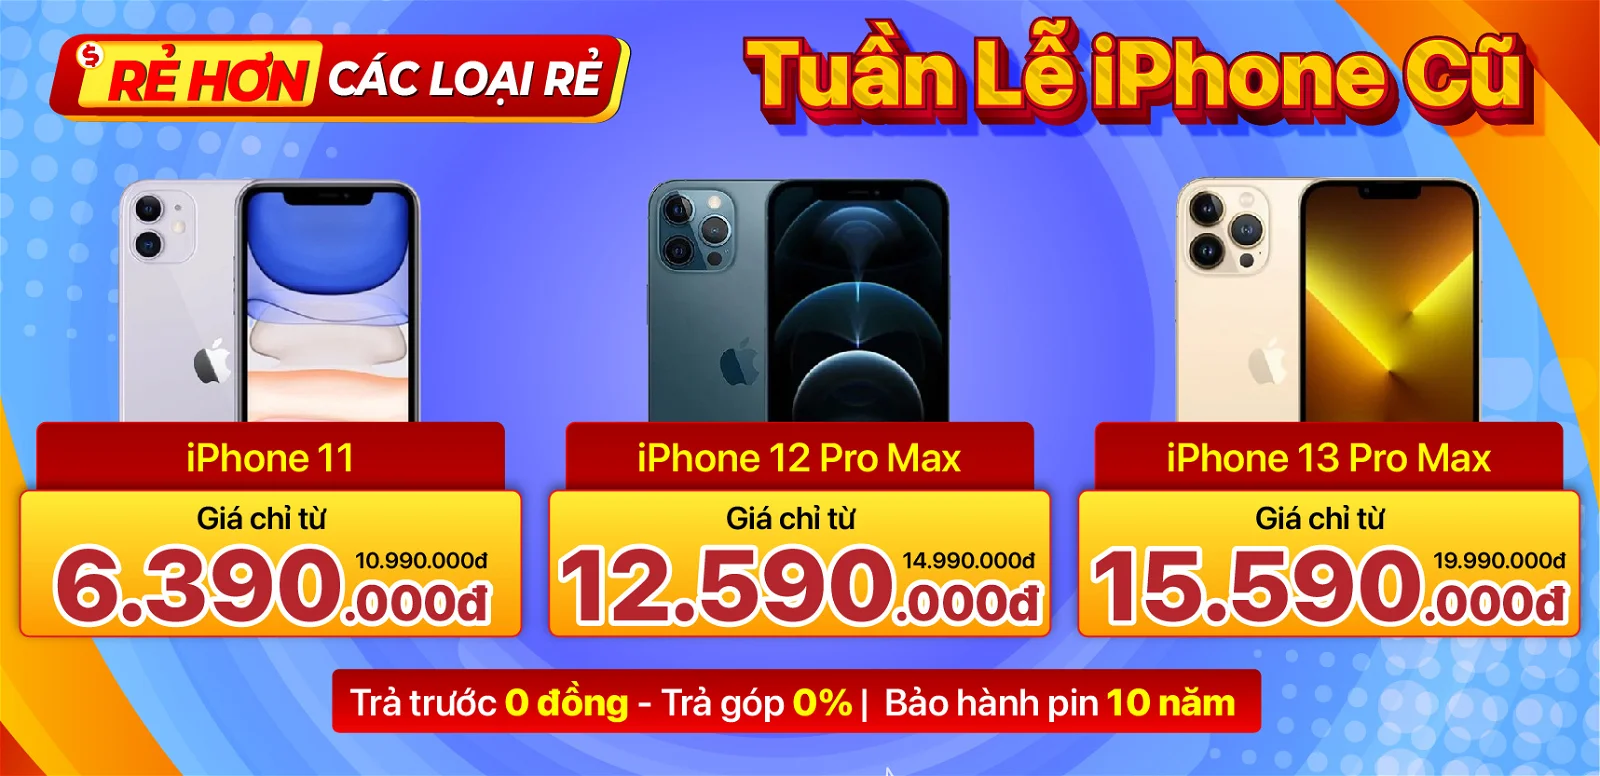 RẺ HƠN CÁC LOẠI RẺ
Tuần Lễ iPhone Cũ
iPhone 11
Giá chỉ từ
10.990.000đ
6.390.000đ
iPhone 12 Pro Max
Giá chỉ từ
14.990.000đ
12.590.000đ
iPhone 13 Pro Max
Giá chỉ từ
19.990.000đ
15.590.000đ
Trả trước 0 đồng - Trả góp 0% | Bảo hành pin 10 năm